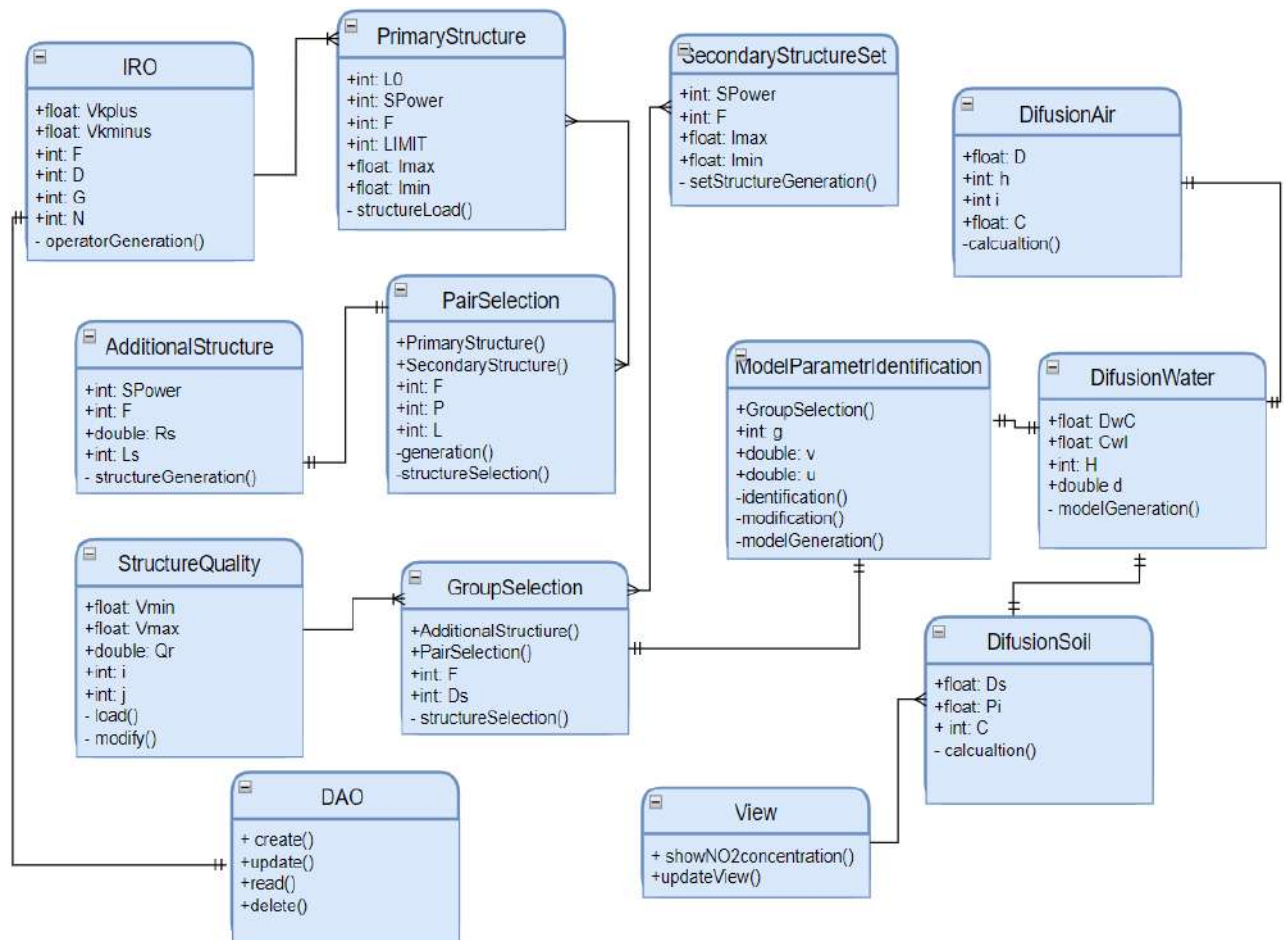 IRO
+float: Vkplus
+float: Vkminus
+int: F
+int: D
+int: G
+int: N
- operatorGeneration()
PrimaryStructure
+int: L0
+int: SPower
+int: F
+int: LIMIT
+float: Imax
+float: Imin
- structureLoad()
SecondaryStructureSet
+int: SPower
+int: F
+float: Imax
+float: Imin
- setStructureGeneration()
DifusionAir
+float: D
+int: h
+int i
+float: C
-calcualtion()
AdditionalStructure
+int: SPower
+int: F
+double: Rs
+int: Ls
- structureGeneration()
PairSelection
+PrimaryStructure()
+SecondaryStructure()
+int: F
+int: P
+int: L
-generation()
-structureSelection()
ModelParametrIdentification
+GroupSelection()
+int: g
+double: v
+double: u
-identification()
-modification()
-modelGeneration()
DifusionWater
+float: DwC
+float: Cwl
+int: H
+double d
- modelGeneration()
StructureQuality
+float: Vmin
+float: Vmax
+double: Qr
+int: i
+int: j
- load()
- modify()
GroupSelection
+AdditionalStructiure()
+PairSelection()
+int: F
+int: Ds
- structureSelection()
DifusionSoil
+float: Ds
+float: Pi
+ int: C
- calcualtion()
DAO
+ create()
+update()
+read()
+delete()
View
+ showNO2concentration()
+updateView()